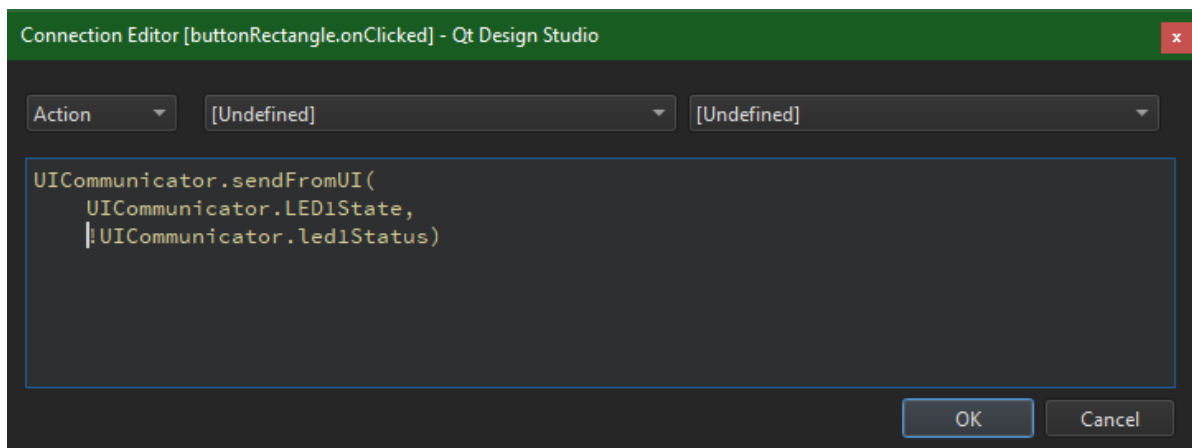 Connection Editor [buttonRectangle.onClicked] - Qt Design Studio
x
Action
[Undefined]
[Undefined]
UICommunicator.sendFromUI(
    UICommunicator.LED1State,
    !UICommunicator.led1Status)
OK
Cancel